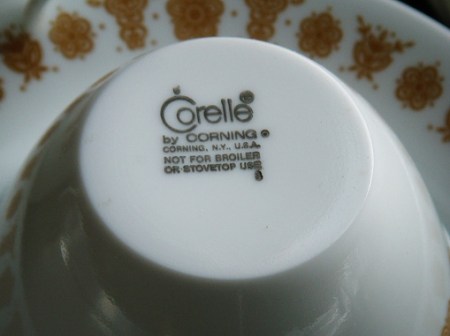 Corelle
by CORNING
CORNING, N.Y., U.S.A.
NOT FOR BROILER
OR STOVETOP USE